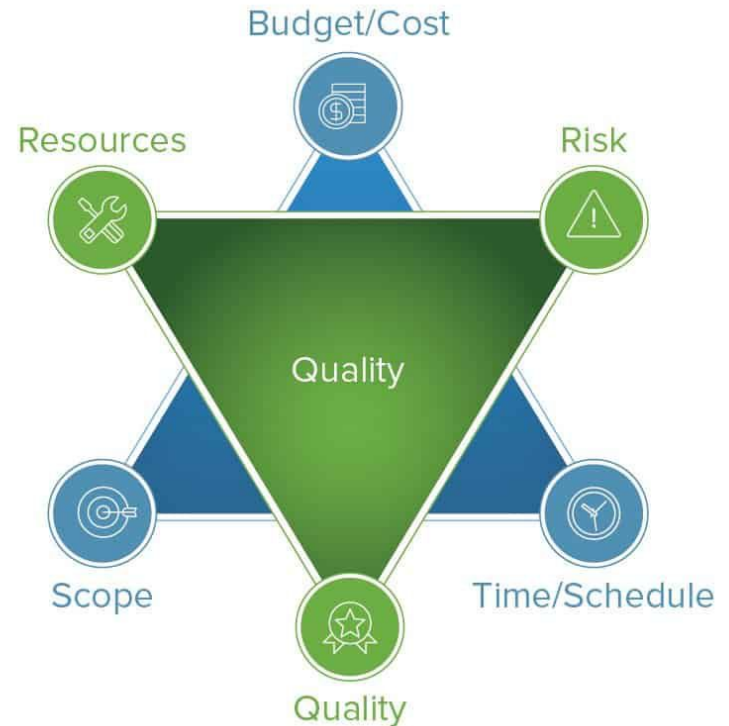 Budget/Cost
Resources
Risk
$
!
Quality
Scope
Time/Schedule
Quality